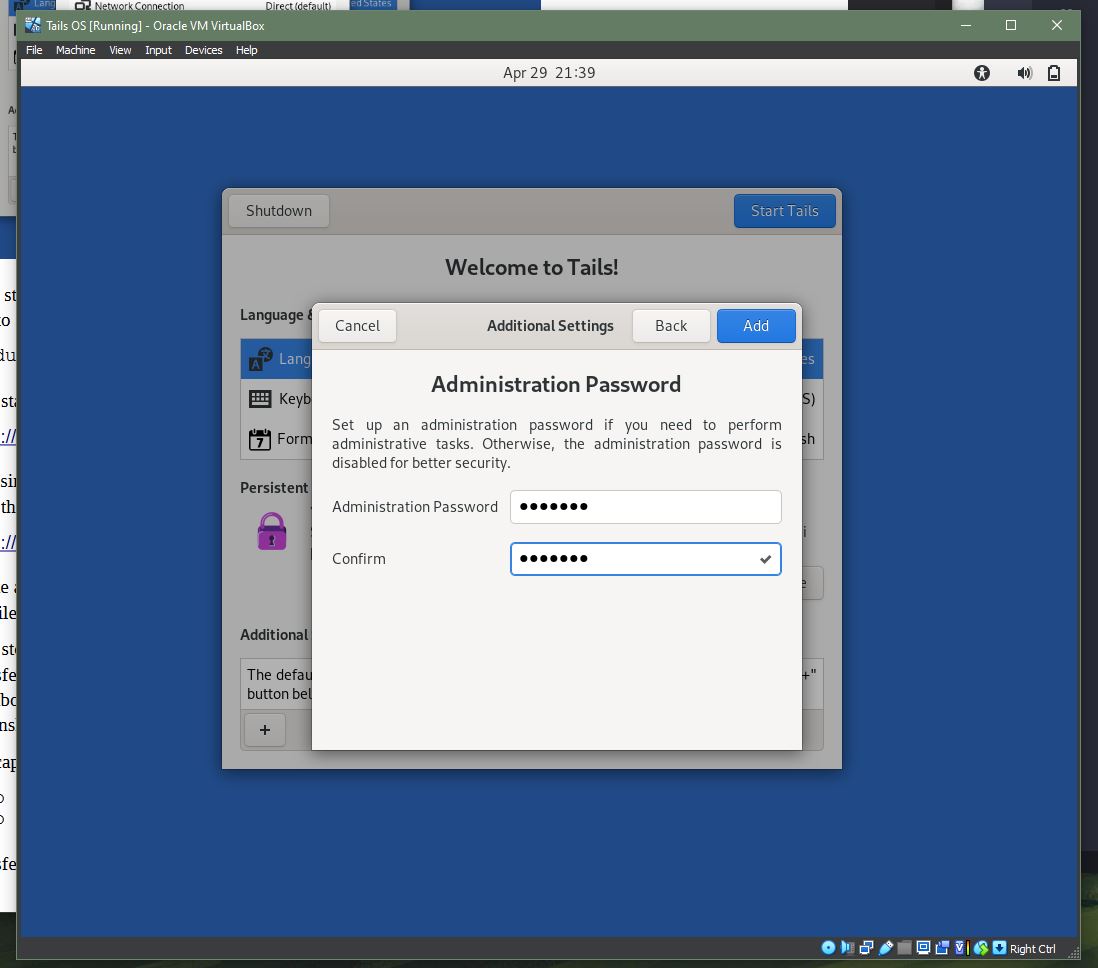 Lang
Network Connection
Direct (default)
ed States
Tails OS [Running] - Oracle VM VirtualBox
File Machine View Input Devices Help
Apr 29 21:39
Shutdown
Start Tails
Welcome to Tails!
Language &
Cancel
Additional Settings
Back
Add
Lang
es
Administration Password
Keyb
S)
Set up an administration password if you need to perform
administrative tasks. Otherwise, the administration password is
disabled for better security.
7 Form
sh
Persistent
Administration Password
Confirm
Additional
The defau
+"
button bel
+
Right Ctrl